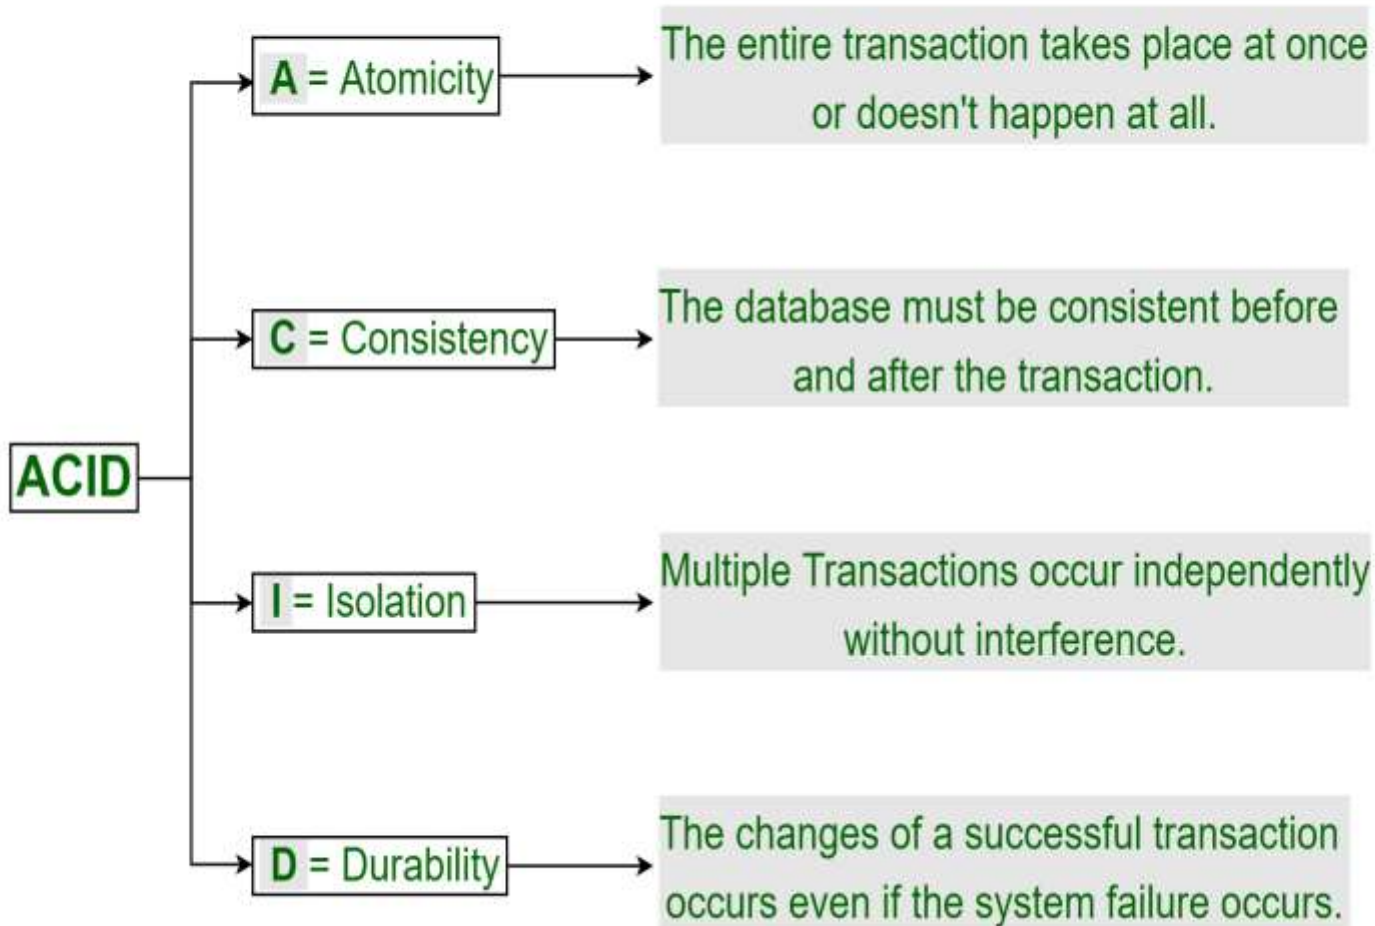 A = Atomicity
The entire transaction takes place at once
or doesn't happen at all.
C = Consistency
The database must be consistent before
and after the transaction.
ACID
I = Isolation
Multiple Transactions occur independently
without interference.
D = Durability
The changes of a successful transaction
occurs even if the system failure occurs.